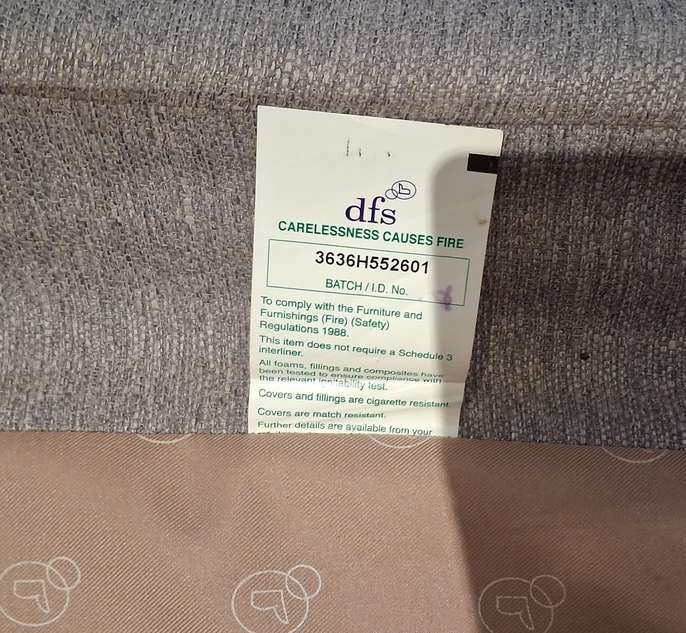 dfs
CARELESSNESS CAUSES FIRE
3636H552601
BATCH / I.D. No.
To comply with the Furniture and
Furnishings (Fire) (Safety)
Regulations 1988.
This item does not require a Schedule 3
interliner.
All foams, fillings and composites have
been tested to ensure compliance with
the relevant ignitability test.
Covers and fillings are cigarette resistant.
Covers are match resistant.
Further details are available from your